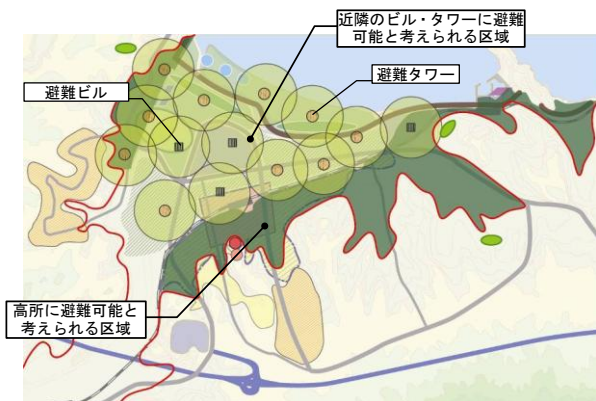 近隣のビル・タワーに避難
可能と考えられる区域
避難ビル
避難タワー
高所に避難可能と
考えられる区域